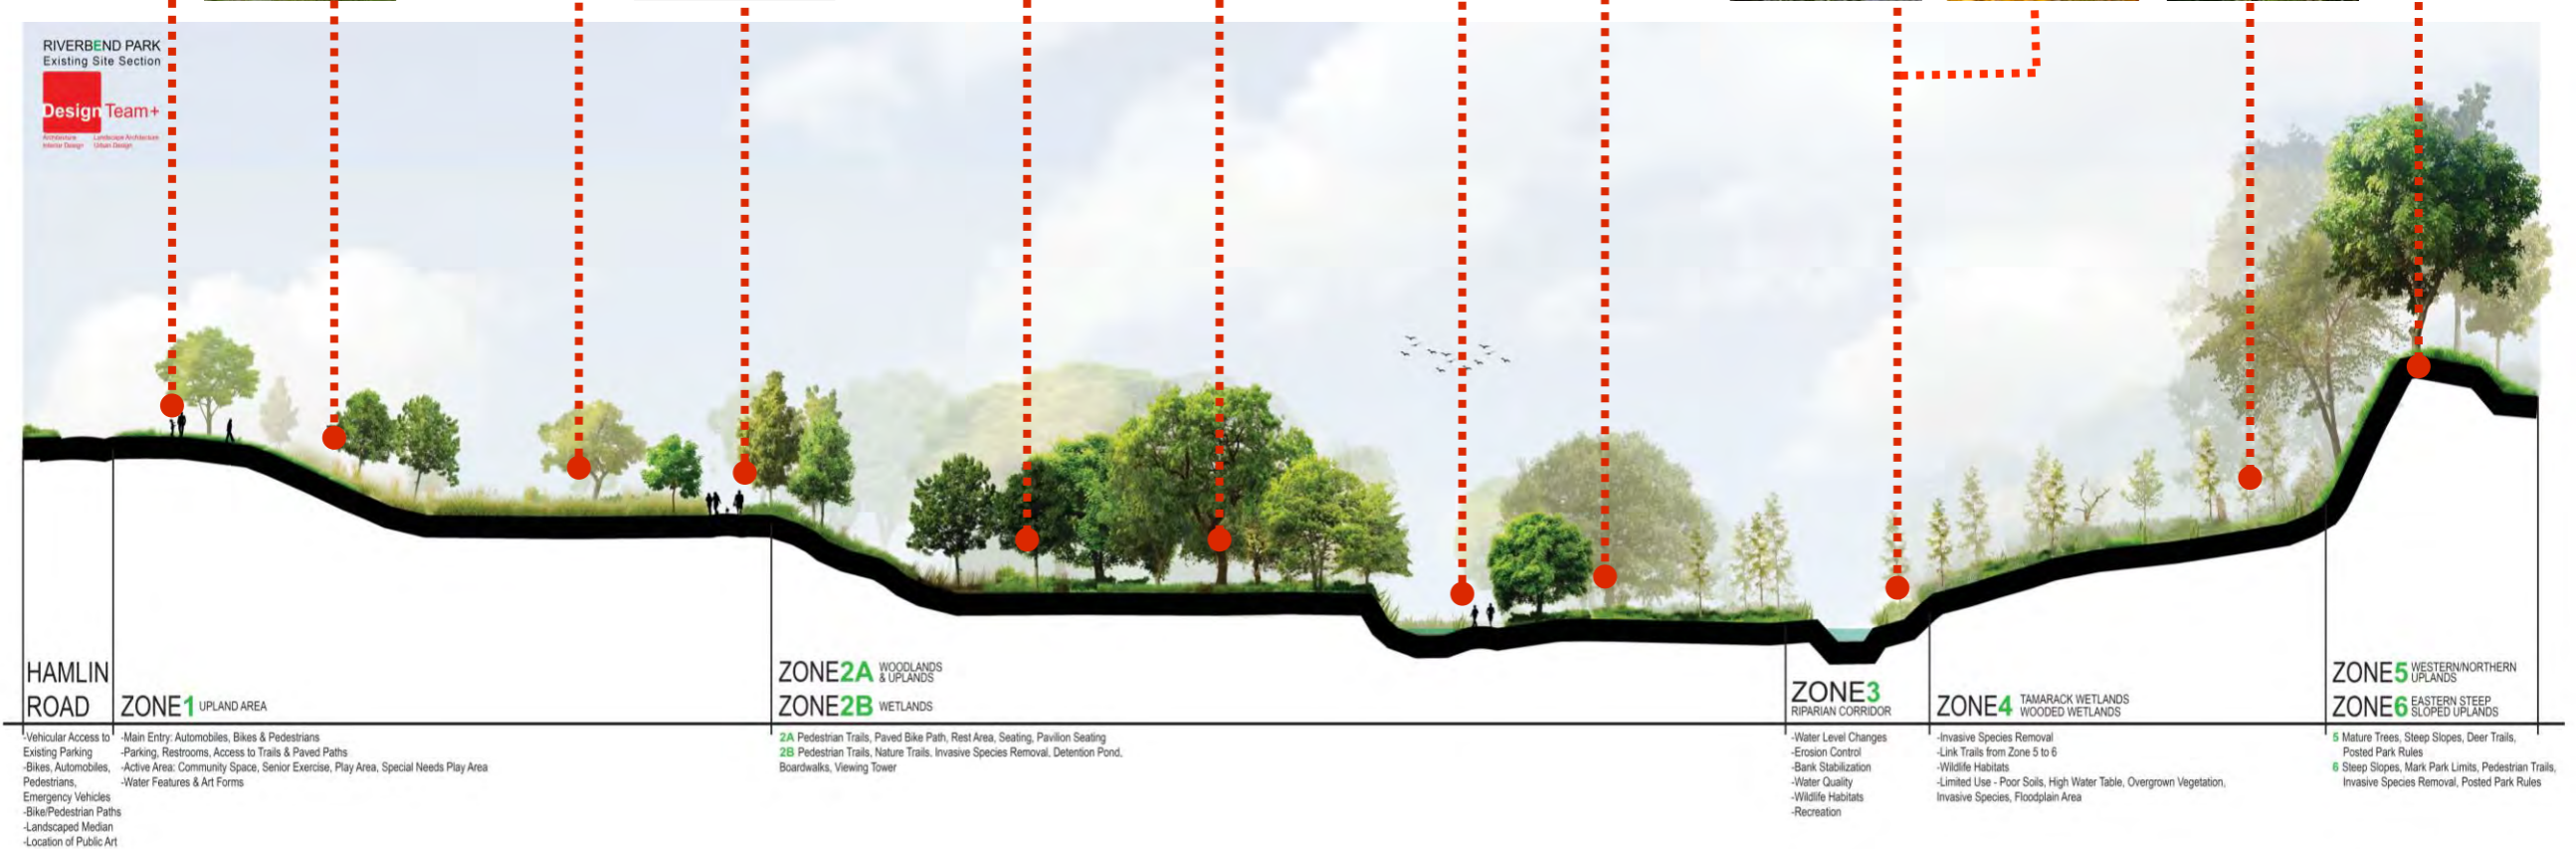 RIVERBEND PARK
Existing Site Section
Design Team+
Architecture Landscape Architecture
Interior Design Urban Design
HAMLIN
ROAD
-Vehicular Access to
Existing Parking
-Bikes, Automobiles,
Pedestrians,
Emergency Vehicles
-Bike/Pedestrian Paths
-Landscaped Median
-Location of Public Art
ZONE1 UPLAND AREA
-Main Entry: Automobiles, Bikes & Pedestrians
-Parking, Restrooms, Access to Trails & Paved Paths
-Active Area: Community Space, Senior Exercise, Play Area, Special Needs Play Area
-Water Features & Art Forms
ZONE2A WOODLANDS
& UPLANDS
ZONE2B WETLANDS
2A Pedestrian Trails, Paved Bike Path, Rest Area, Seating, Pavilion Seating
2B Pedestrian Trails, Nature Trails. Invasive Species Removal, Detention Pond,
Boardwalks, Viewing Tower
ZONE3
RIPARIAN CORRIDOR
-Water Level Changes
-Erosion Control
-Bank Stabilization
-Water Quality
-Wildlife Habitats
-Recreation
ZONE4 TAMARACK WETLANDS
WOODED WETLANDS
-Invasive Species Removal
-Link Trails from Zone 5 to 6
-Wildlife Habitats
-Limited Use - Poor Soils, High Water Table, Overgrown Vegetation,
Invasive Species, Floodplain Area
ZONE5 WESTERN/NORTHERN
UPLANDS
ZONE6 EASTERN STEEP
SLOPED UPLANDS
5 Mature Trees, Steep Slopes, Deer Trails,
Posted Park Rules
6 Steep Slopes, Mark Park Limits, Pedestrian Trails,
Invasive Species Removal, Posted Park Rules